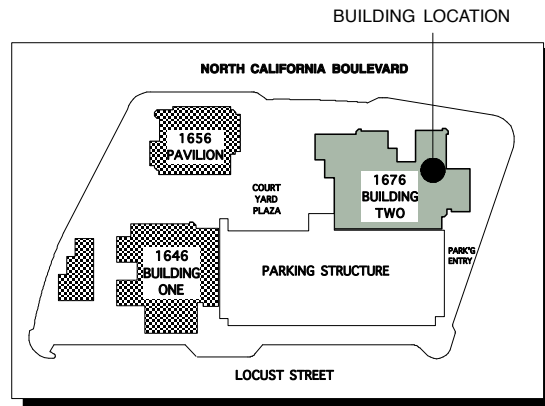 BUILDING LOCATION
NORTH CALIFORNIA BOULEVARD
1656
PAVILION
COURT
YARD
PLAZA
1676
BUILDING
TWO
1646
BUILDING
ONE
PARKING STRUCTURE
PARK'G
ENTRY
LOCUST STREET